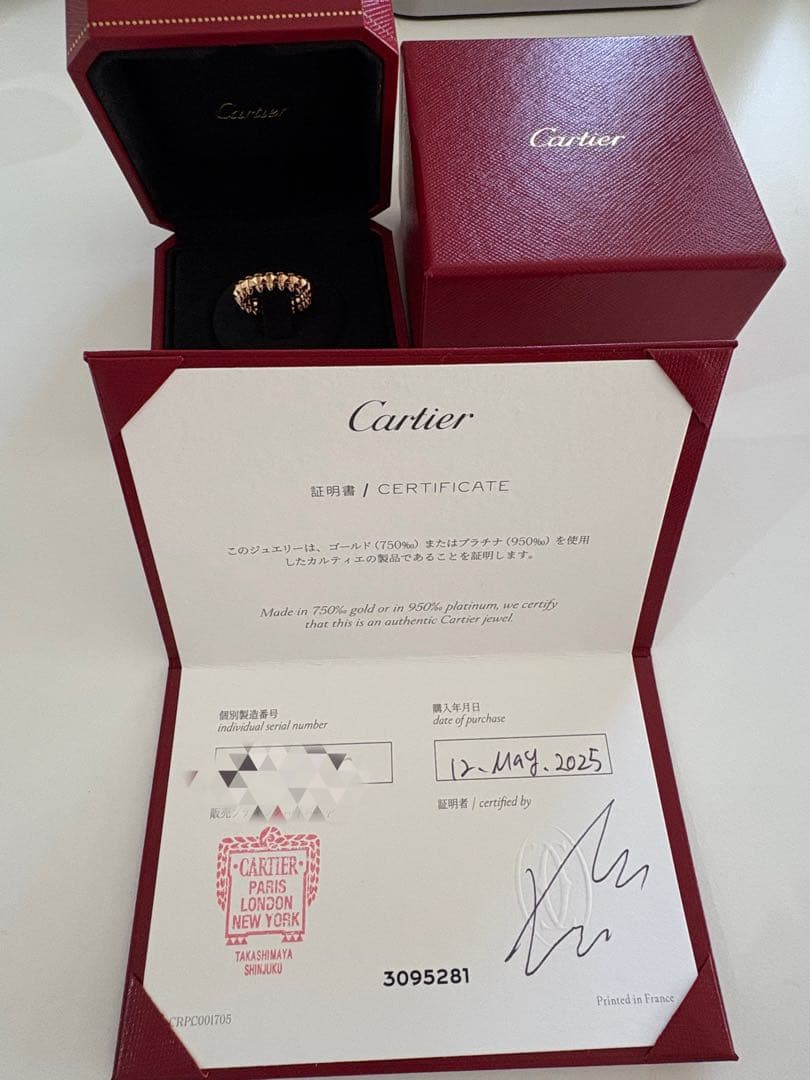 Cartier
Cartier
Cartier
証明書 / CERTIFICATE
このジュエリーは、ゴールド(750‰)またはプラチナ(950‰)を使用
したカルティエの製品であることを証明します。
Made in 750‰ gold or in 950‰ platinum, we certify
that this is an authentic Cartier jewel.
個別製造番号
individual serial number
購入年月日
date of purchase
12. May. 2025
販売
証明者 / certified by
CARTIER
PARIS
LONDON
NEW YORK
TAKASHIMAYA
SHINJUKU
3095281
Printed in France
CRPC001705